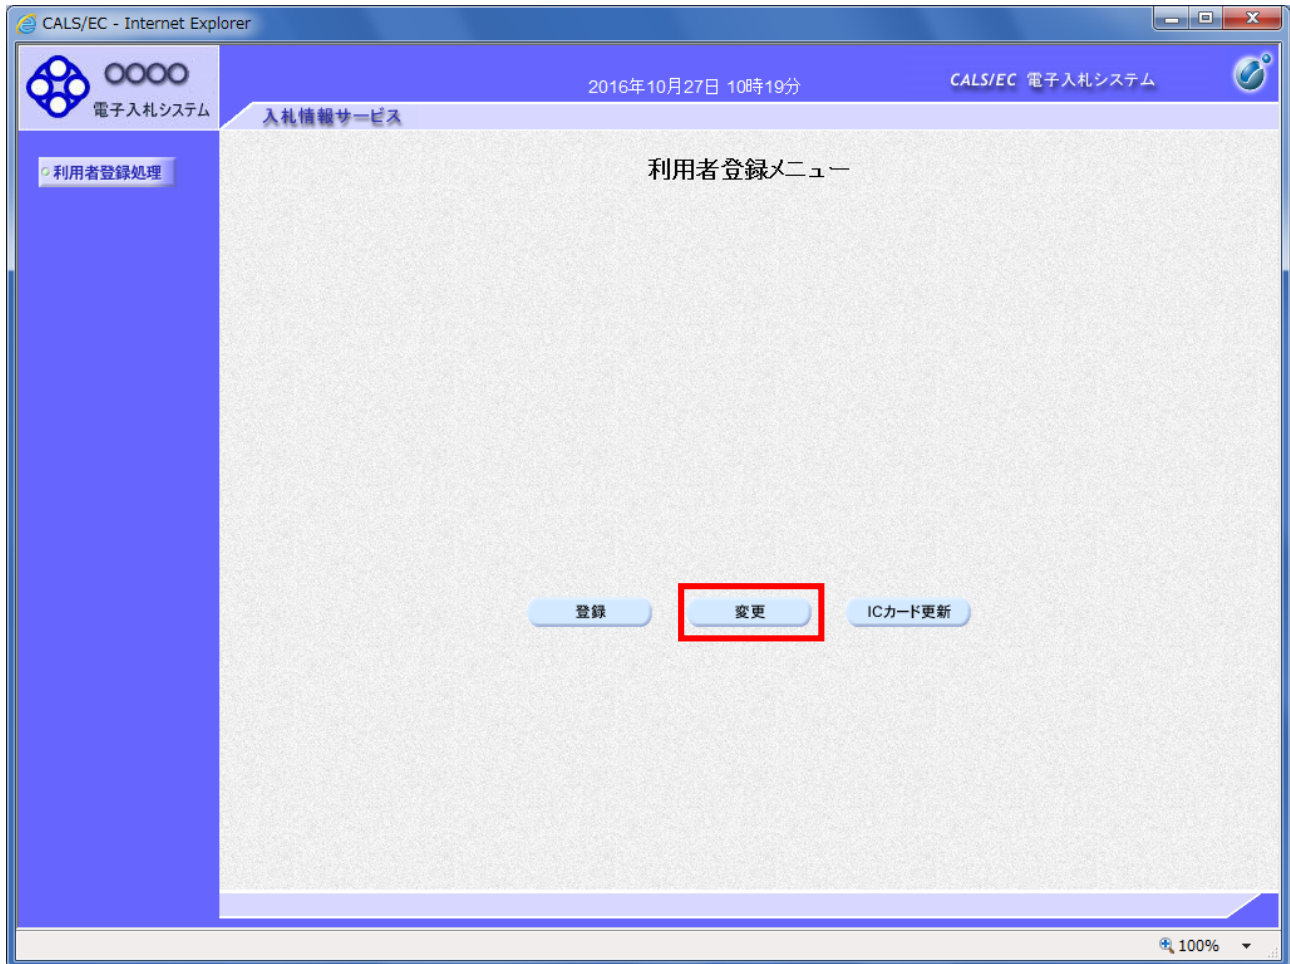 CALS/EC - Internet Explorer
○○○○
電子入札システム
2016年10月27日 10時19分
CALS/EC 電子入札システム
入札情報サービス
利用者登録処理
利用者登録メニュー
登録
変更
ICカード更新
100%